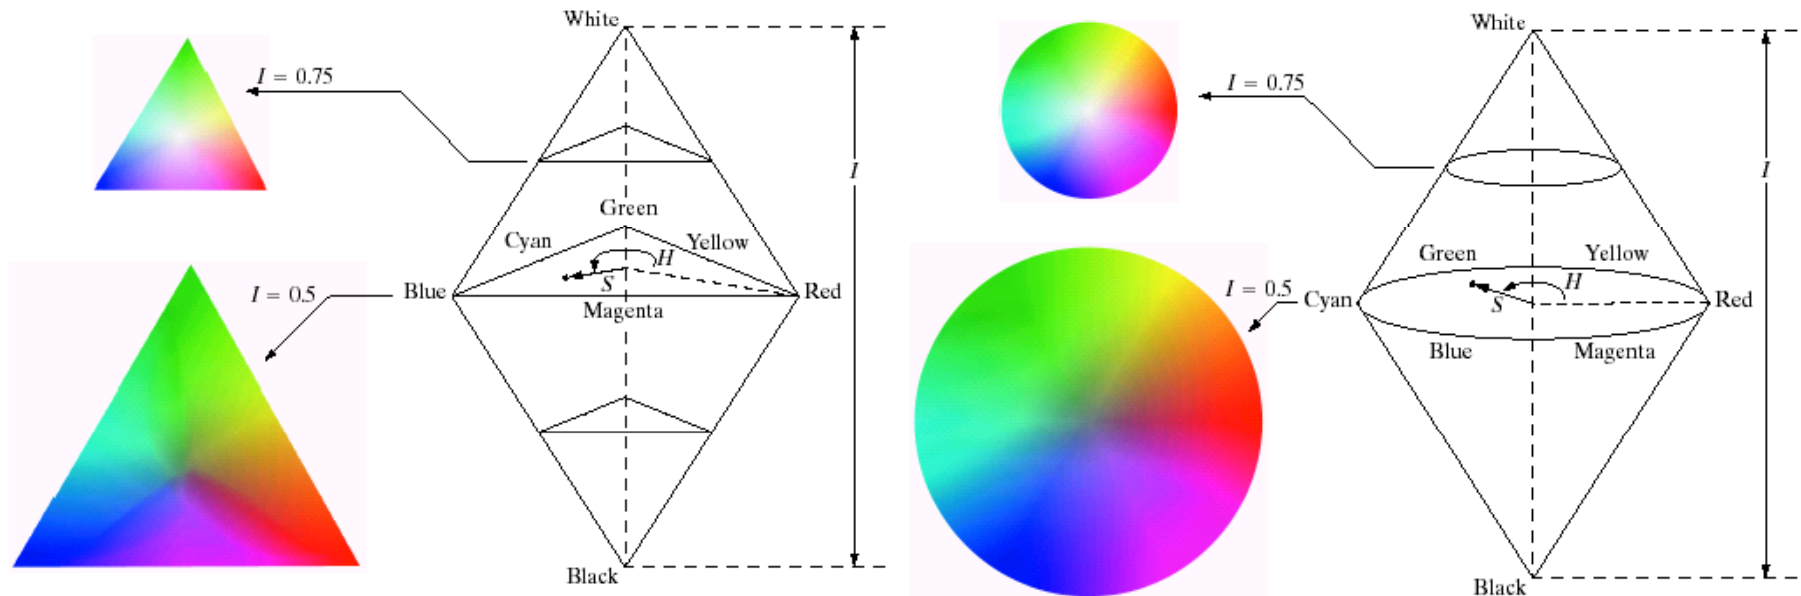 White
I = 0.75
I
Green
Cyan
Yellow
H
S
I = 0.5
Blue
Red
Magenta
Black
White
I = 0.75
I
Green
Yellow
H
I = 0.5
Cyan
S
Red
Blue
Magenta
Black